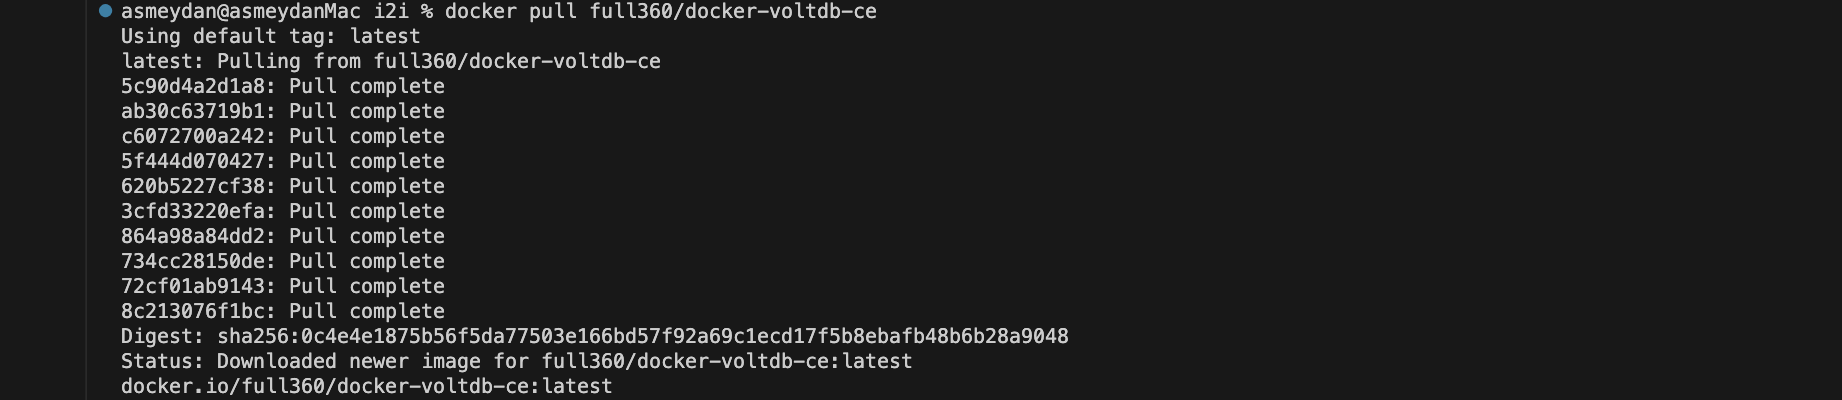 asmeydan@asmeydanMac i2i % docker pull full360/docker-voltdb-ce
Using default tag: latest
latest: Pulling from full360/docker-voltdb-ce
5c90d4a2d1a8: Pull complete
ab30c63719b1: Pull complete
c6072700a242: Pull complete
5f444d070427: Pull complete
620b5227cf38: Pull complete
3cfd33220efa: Pull complete
864a98a84dd2: Pull complete
734cc28150de: Pull complete
72cf01ab9143: Pull complete
8c213076f1bc: Pull complete
Digest: sha256:0c4e4e1875b56f5da77503e166bd57f92a69c1ecd17f5b8ebafb48b6b28a9048
Status: Downloaded newer image for full360/docker-voltdb-ce:latest
docker.io/full360/docker-voltdb-ce:latest